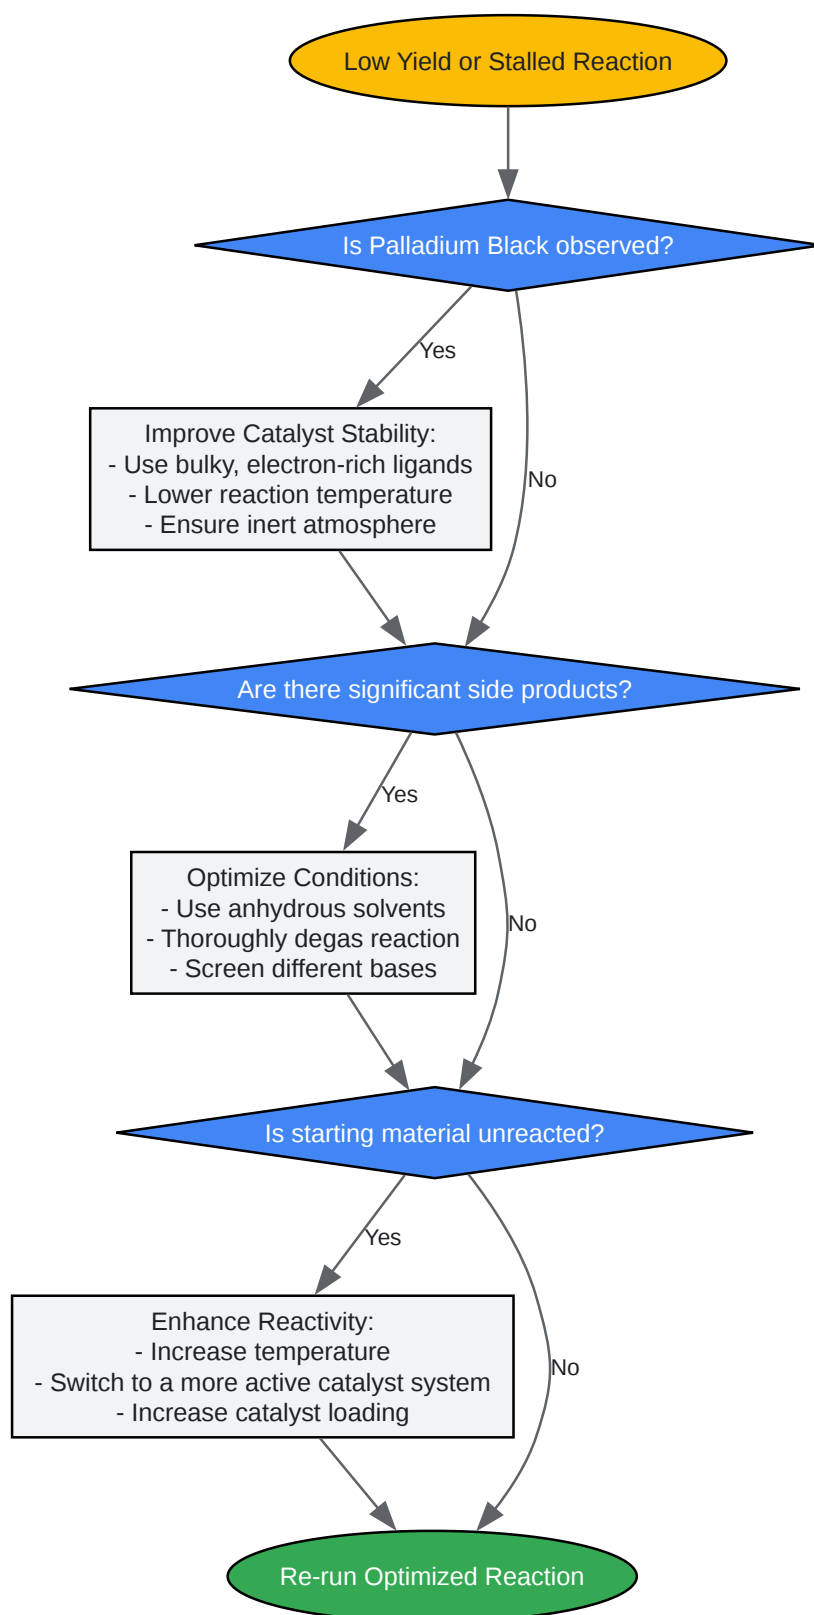 Low Yield or Stalled Reaction
Is Palladium Black observed?
Yes
Improve Catalyst Stability:
- Use bulky, electron-rich ligands
- Lower reaction temperature
- Ensure inert atmosphere
No
Are there significant side products?
Yes
Optimize Conditions:
- Use anhydrous solvents
- Thoroughly degas reaction
- Screen different bases
No
Is starting material unreacted?
Yes
Enhance Reactivity:
- Increase temperature
- Switch to a more active catalyst system
- Increase catalyst loading
No
Re-run Optimized Reaction